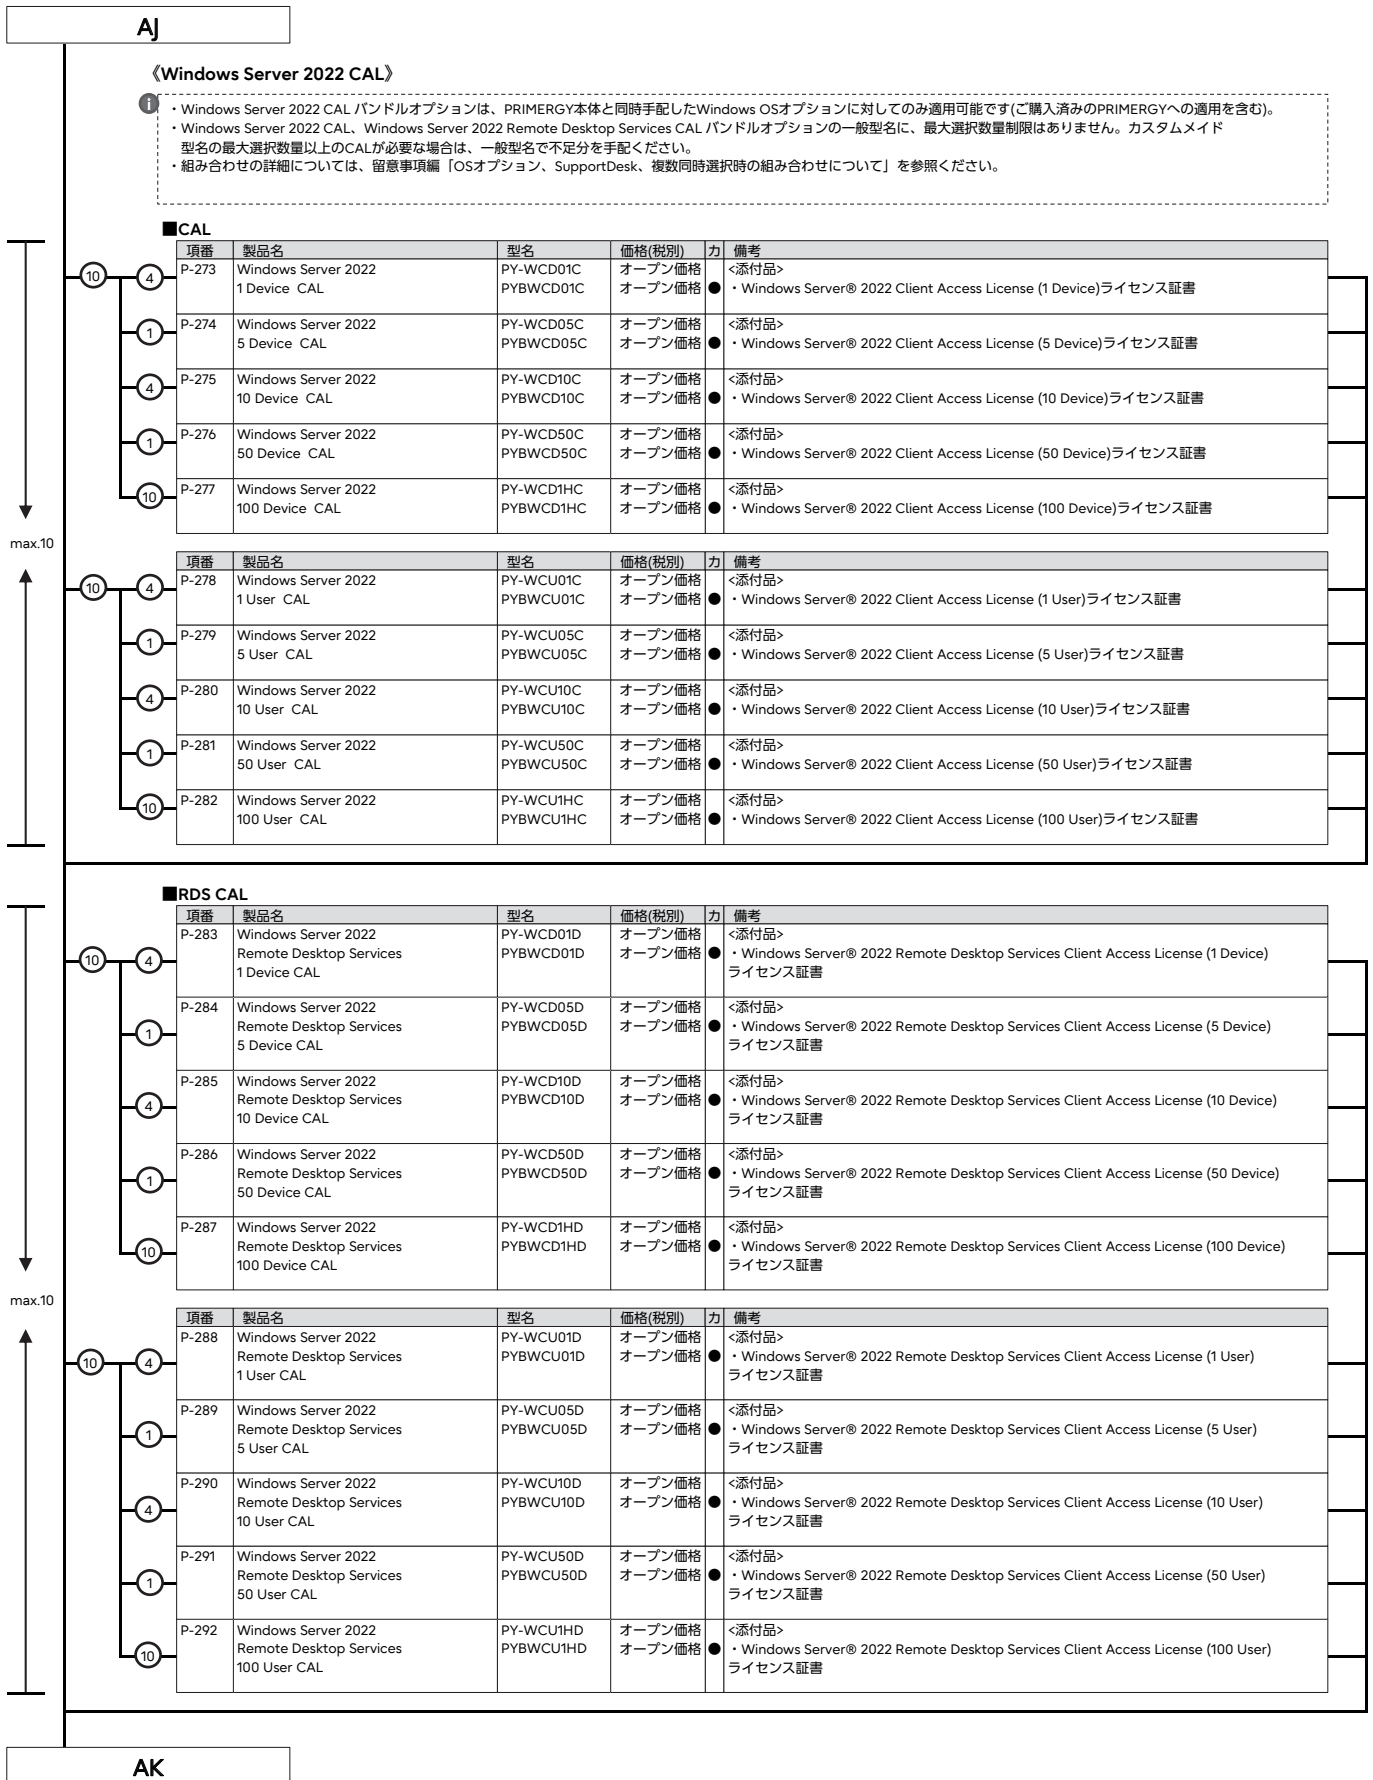 AJ
《Windows Server 2022 CAL》
i
・Windows Server 2022 CAL バンドルオプションは、PRIMERGY本体と同時手配したWindows OSオプションに対してのみ適用可能です(ご購入済みのPRIMERGYへの適用を含む)。
・Windows Server 2022 CAL、Windows Server 2022 Remote Desktop Services CAL バンドルオプションの一般型名に、最大選択数量制限はありません。カスタムメイド
型名の最大選択数量以上のCALが必要な場合は、一般型名で不足分を手配ください。
・組み合わせの詳細については、留意事項編「OSオプション、SupportDesk、複数同時選択時の組み合わせについて」を参照ください。
■CAL
項番 製品名 型名 価格(税別) カ 備考
P-273 Windows Server 2022 PY-WCD01C オープン価格 <添付品>
10 4 1 Device CAL PYBWCD01C オープン価格 ● ・Windows Server® 2022 Client Access License (1 Device)ライセンス証書
P-274 Windows Server 2022 PY-WCD05C オープン価格 <添付品>
1 5 Device CAL PYBWCD05C オープン価格 ● ・Windows Server® 2022 Client Access License (5 Device)ライセンス証書
P-275 Windows Server 2022 PY-WCD10C オープン価格 <添付品>
4 10 Device CAL PYBWCD10C オープン価格 ● ・Windows Server® 2022 Client Access License (10 Device)ライセンス証書
P-276 Windows Server 2022 PY-WCD50C オープン価格 <添付品>
1 50 Device CAL PYBWCD50C オープン価格 ● ・Windows Server® 2022 Client Access License (50 Device)ライセンス証書
P-277 Windows Server 2022 PY-WCD1HC オープン価格 <添付品>
10 100 Device CAL PYBWCD1HC オープン価格 ● ・Windows Server® 2022 Client Access License (100 Device)ライセンス証書
max.10
項番 製品名 型名 価格(税別) カ 備考
P-278 Windows Server 2022 PY-WCU01C オープン価格 <添付品>
10 4 1 User CAL PYBWCU01C オープン価格 ● ・Windows Server® 2022 Client Access License (1 User)ライセンス証書
P-279 Windows Server 2022 PY-WCU05C オープン価格 <添付品>
1 5 User CAL PYBWCU05C オープン価格 ● ・Windows Server® 2022 Client Access License (5 User)ライセンス証書
P-280 Windows Server 2022 PY-WCU10C オープン価格 <添付品>
4 10 User CAL PYBWCU10C オープン価格 ● ・Windows Server® 2022 Client Access License (10 User)ライセンス証書
P-281 Windows Server 2022 PY-WCU50C オープン価格 <添付品>
1 50 User CAL PYBWCU50C オープン価格 ● ・Windows Server® 2022 Client Access License (50 User)ライセンス証書
P-282 Windows Server 2022 PY-WCU1HC オープン価格 <添付品>
10 100 User CAL PYBWCU1HC オープン価格 ● ・Windows Server® 2022 Client Access License (100 User)ライセンス証書
■RDS CAL
項番 製品名 型名 価格(税別) カ 備考
P-283 Windows Server 2022 PY-WCD01D オープン価格 <添付品>
10 4 Remote Desktop Services PYBWCD01D オープン価格 ● ・Windows Server® 2022 Remote Desktop Services Client Access License (1 Device)
1 Device CAL ライセンス証書
P-284 Windows Server 2022 PY-WCD05D オープン価格 <添付品>
1 Remote Desktop Services PYBWCD05D オープン価格 ● ・Windows Server® 2022 Remote Desktop Services Client Access License (5 Device)
5 Device CAL ライセンス証書
P-285 Windows Server 2022 PY-WCD10D オープン価格 <添付品>
4 Remote Desktop Services PYBWCD10D オープン価格 ● ・Windows Server® 2022 Remote Desktop Services Client Access License (10 Device)
10 Device CAL ライセンス証書
P-286 Windows Server 2022 PY-WCD50D オープン価格 <添付品>
1 Remote Desktop Services PYBWCD50D オープン価格 ● ・Windows Server® 2022 Remote Desktop Services Client Access License (50 Device)
50 Device CAL ライセンス証書
P-287 Windows Server 2022 PY-WCD1HD オープン価格 <添付品>
10 Remote Desktop Services PYBWCD1HD オープン価格 ● ・Windows Server® 2022 Remote Desktop Services Client Access License (100 Device)
100 Device CAL ライセンス証書
max.10
項番 製品名 型名 価格(税別) カ 備考
P-288 Windows Server 2022 PY-WCU01D オープン価格 <添付品>
10 4 Remote Desktop Services PYBWCU01D オープン価格 ● ・Windows Server® 2022 Remote Desktop Services Client Access License (1 User)
1 User CAL ライセンス証書
P-289 Windows Server 2022 PY-WCU05D オープン価格 <添付品>
1 Remote Desktop Services PYBWCU05D オープン価格 ● ・Windows Server® 2022 Remote Desktop Services Client Access License (5 User)
5 User CAL ライセンス証書
P-290 Windows Server 2022 PY-WCU10D オープン価格 <添付品>
4 Remote Desktop Services PYBWCU10D オープン価格 ● ・Windows Server® 2022 Remote Desktop Services Client Access License (10 User)
10 User CAL ライセンス証書
P-291 Windows Server 2022 PY-WCU50D オープン価格 <添付品>
1 Remote Desktop Services PYBWCU50D オープン価格 ● ・Windows Server® 2022 Remote Desktop Services Client Access License (50 User)
50 User CAL ライセンス証書
P-292 Windows Server 2022 PY-WCU1HD オープン価格 <添付品>
10 Remote Desktop Services PYBWCU1HD オープン価格 ● ・Windows Server® 2022 Remote Desktop Services Client Access License (100 User)
100 User CAL ライセンス証書
AK